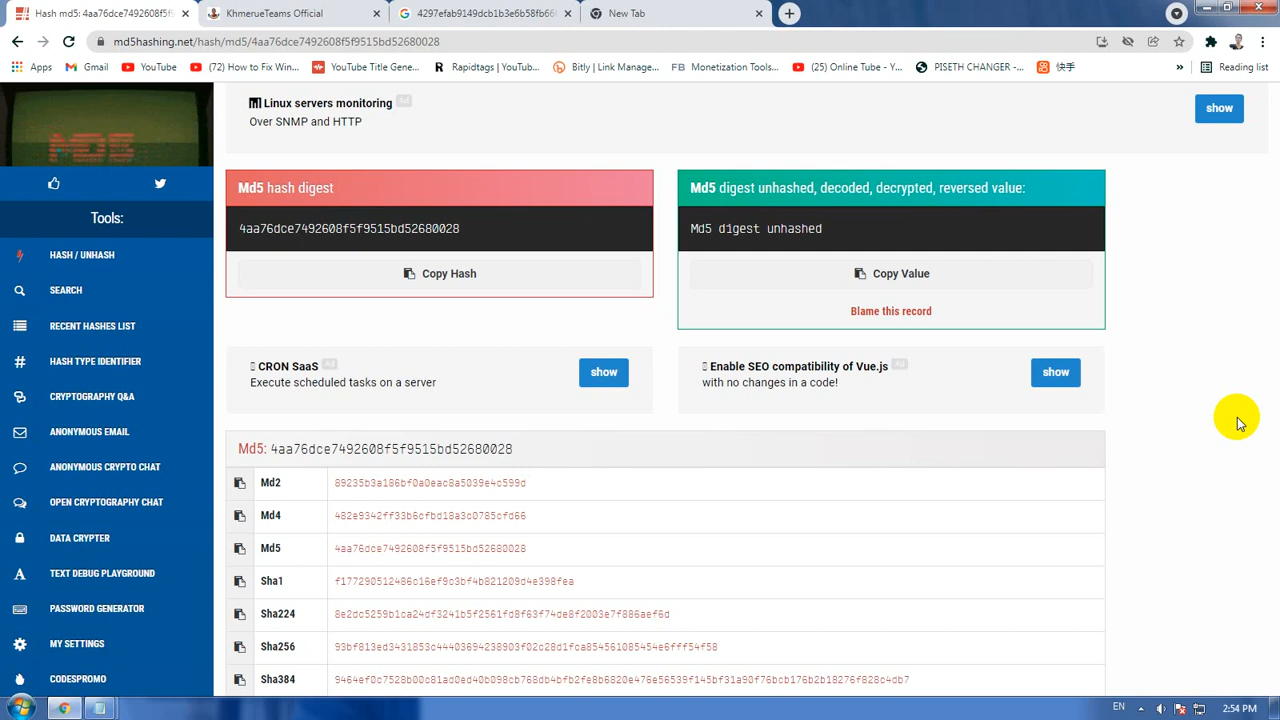 Hash md5: 4aa76dce7492608f5f5
KhmerueTeams Official
New Tab
md5hashing.net/hash/md5/4aa76dce7492608f5f9515bd52680028
Apps
Gmail
YouTube
(72) How to Fix Win...
YouTube Title Gene...
Rapidtags | YouTub...
Bitly | Link Manage...
FB Monetization Tools...
(25) Online Tube - Y...
PISETH CHANGER -...
快手
»
Reading list
MD5
Linux servers monitoring Ad
Over SNMP and HTTP
show
Tools:
HASH / UNHASH
SEARCH
RECENT HASHES LIST
HASH TYPE IDENTIFIER
CRYPTOGRAPHY Q&A
ANONYMOUS EMAIL
ANONYMOUS CRYPTO CHAT
OPEN CRYPTOGRAPHY CHAT
DATA CRYPTER
TEXT DEBUG PLAYGROUND
PASSWORD GENERATOR
MY SETTINGS
CODESPROMO
Md5 hash digest
4aa76dce7492608f5f9515bd52680028
Copy Hash
Md5 digest unhashed, decoded, decrypted, reversed value:
Md5 digest unhashed
Copy Value
Blame this record
CRON SaaS Ad
Execute scheduled tasks on a server
show
Enable SEO compatibility of Vue.js Ad
with no changes in a code!
show
Md5: 4aa76dce7492608f5f9515bd52680028
Md2 89235b3a186bf0a0eac8a5039e4c599d
Md4 482e9342ff33b6cfbd18a3c0785cfd66
Md5 4aa76dce7492608f5f9515bd52680028
Sha1 f177290512486c16ef9c3bf4b821209d4e398fea
Sha224 8e2dc5259b1ca24df3241b5f2561fd8f63f74de8f2003e7f886aef6d
Sha256 93bf813ed3431853c44403694238903f02c28d1fca854561085454e6fff54f58
Sha384
EN
2:54 PM